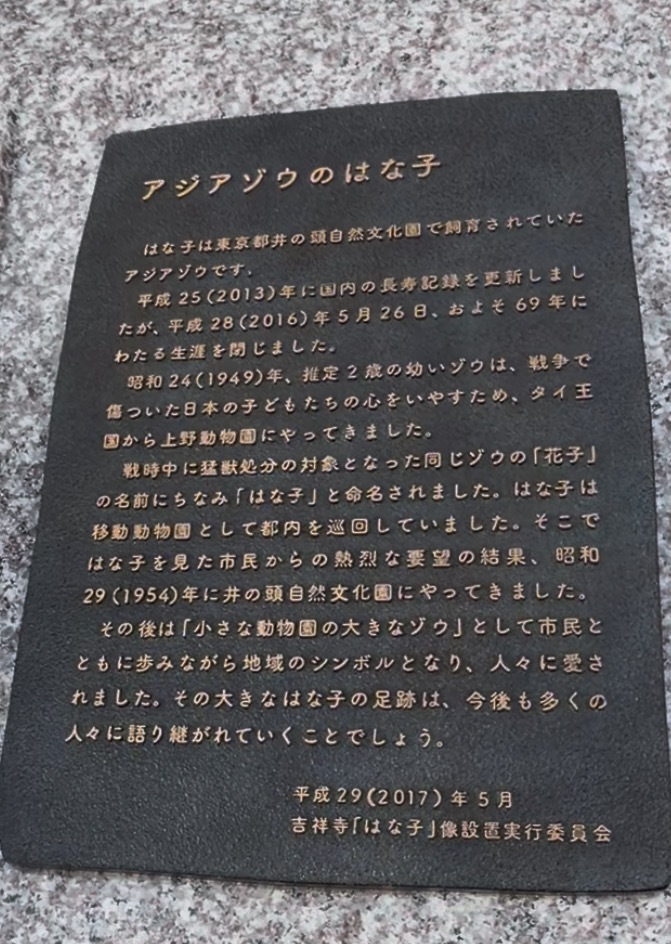 アジアゾウのはな子
はな子は東京都井の頭自然文化園で飼育されていた
アジアゾウです。
平成25(2013)年に国内の長寿記録を更新しまし
たが、平成28(2016)年5月26日、およそ69年に
わたる生涯を閉じました。
昭和24(1949)年、推定2歳の幼いゾウは、戦争で
傷ついた日本の子どもたちの心をいやすため、タイ王
国から上野動物園にやってきました。
戦時中に猛獣処分の対象となった同じゾウの「花子」
の名前にちなみ「はな子」と命名されました。はな子は
移動動物園として都内を巡回していました。そこで
はな子を見た市民からの熱烈な要望の結果、昭和
29(1954)年に井の頭自然文化園にやってきました。
その後は「小さな動物園の大きなゾウ」として市民と
ともに歩みながら地域のシンボルとなり、人々に愛さ
れました。その大きなはな子の足跡は、今後も多くの
人々に語り継がれていくことでしょう。
平成29(2017)年5月
吉祥寺「はな子」像設置実行委員会